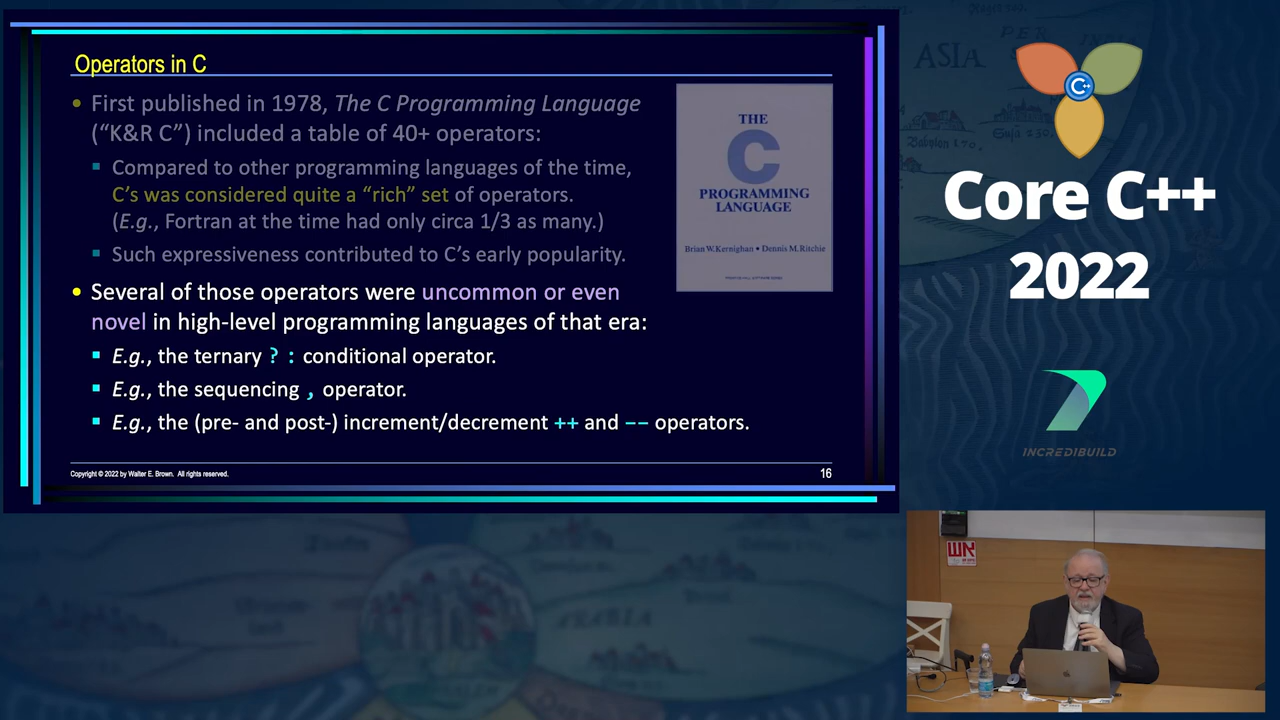 Operators in C
• First published in 1978, The C Programming Language
(“K&R C”) included a table of 40+ operators:
▪ Compared to other programming languages of the time,
C’s was considered quite a “rich” set of operators.
(E.g., Fortran at the time had only circa 1/3 as many.)
▪ Such expressiveness contributed to C’s early popularity.
• Several of those operators were uncommon or even
novel in high-level programming languages of that era:
▪ E.g., the ternary ? : conditional operator.
▪ E.g., the sequencing , operator.
▪ E.g., the (pre- and post-) increment/decrement ++ and -- operators.
THE
C
PROGRAMMING
LANGUAGE
Brian W. Kernighan • Dennis M. Ritchie
Copyright © 2022 by Walter E. Brown. All rights reserved.
16
ASIA
PER
Babylon
ARABIA
C++
Core C++
2022
INCREDIBUILD